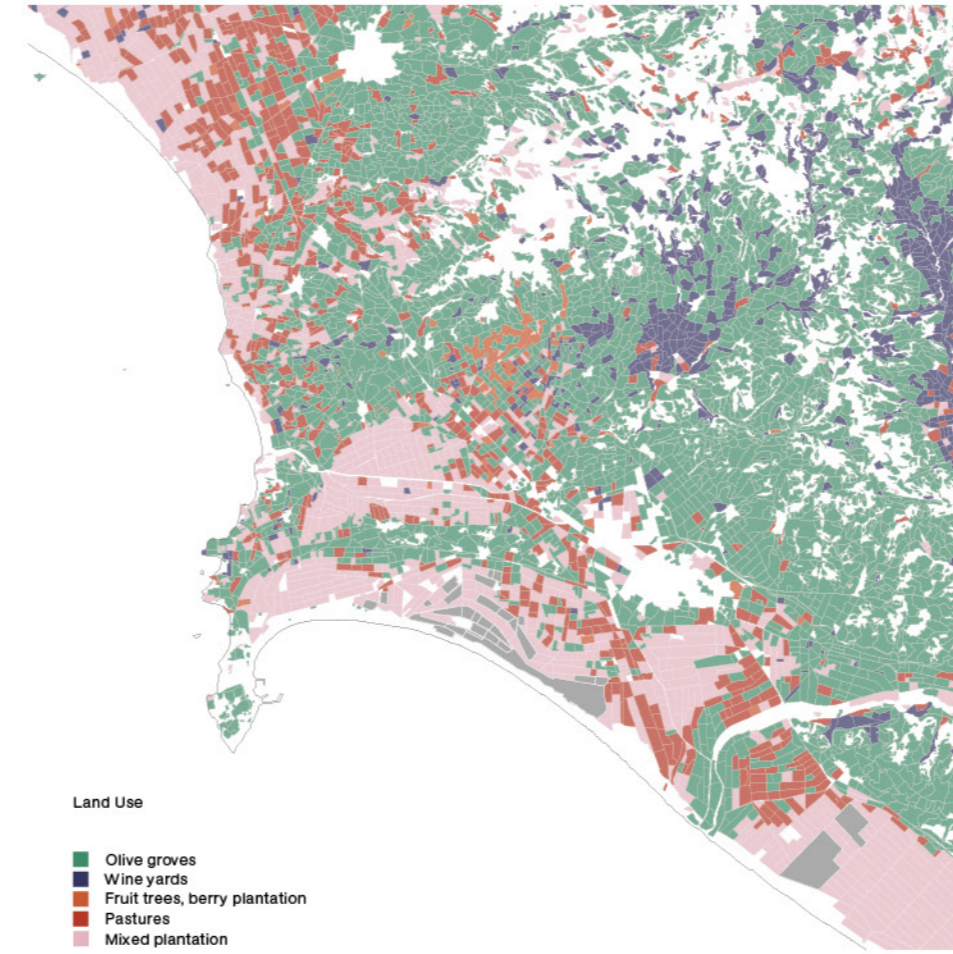 Land Use
Olive groves
Wine yards
Fruit trees, berry plantation
Pastures
Mixed plantation